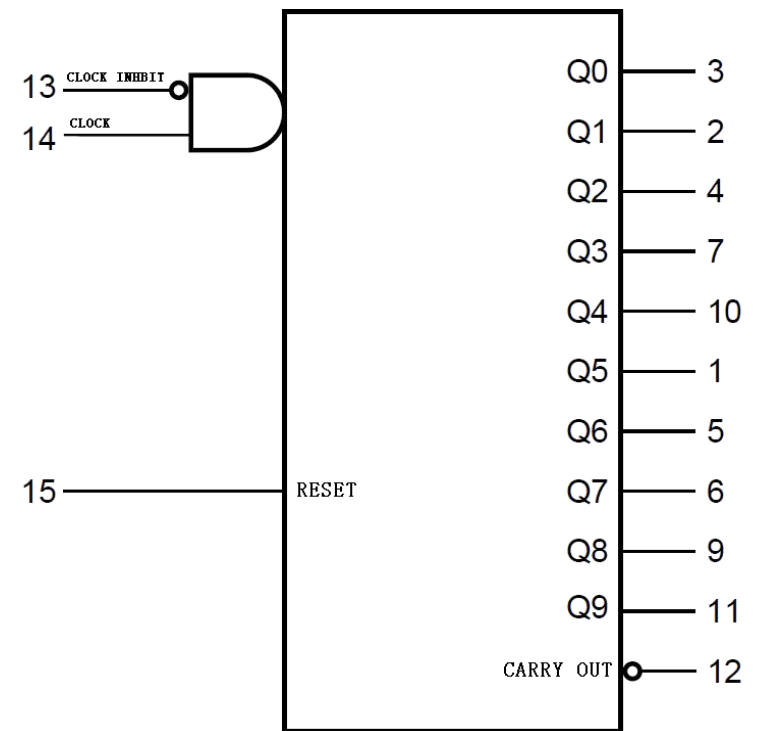 Q0 3
13 CLOCK INHBIT
14 CLOCK
Q1 2
Q2 4
Q3 7
Q4 10
Q5 1
Q6 5
15 RESET Q7 6
Q8 9
Q9 11
CARRY OUT 12